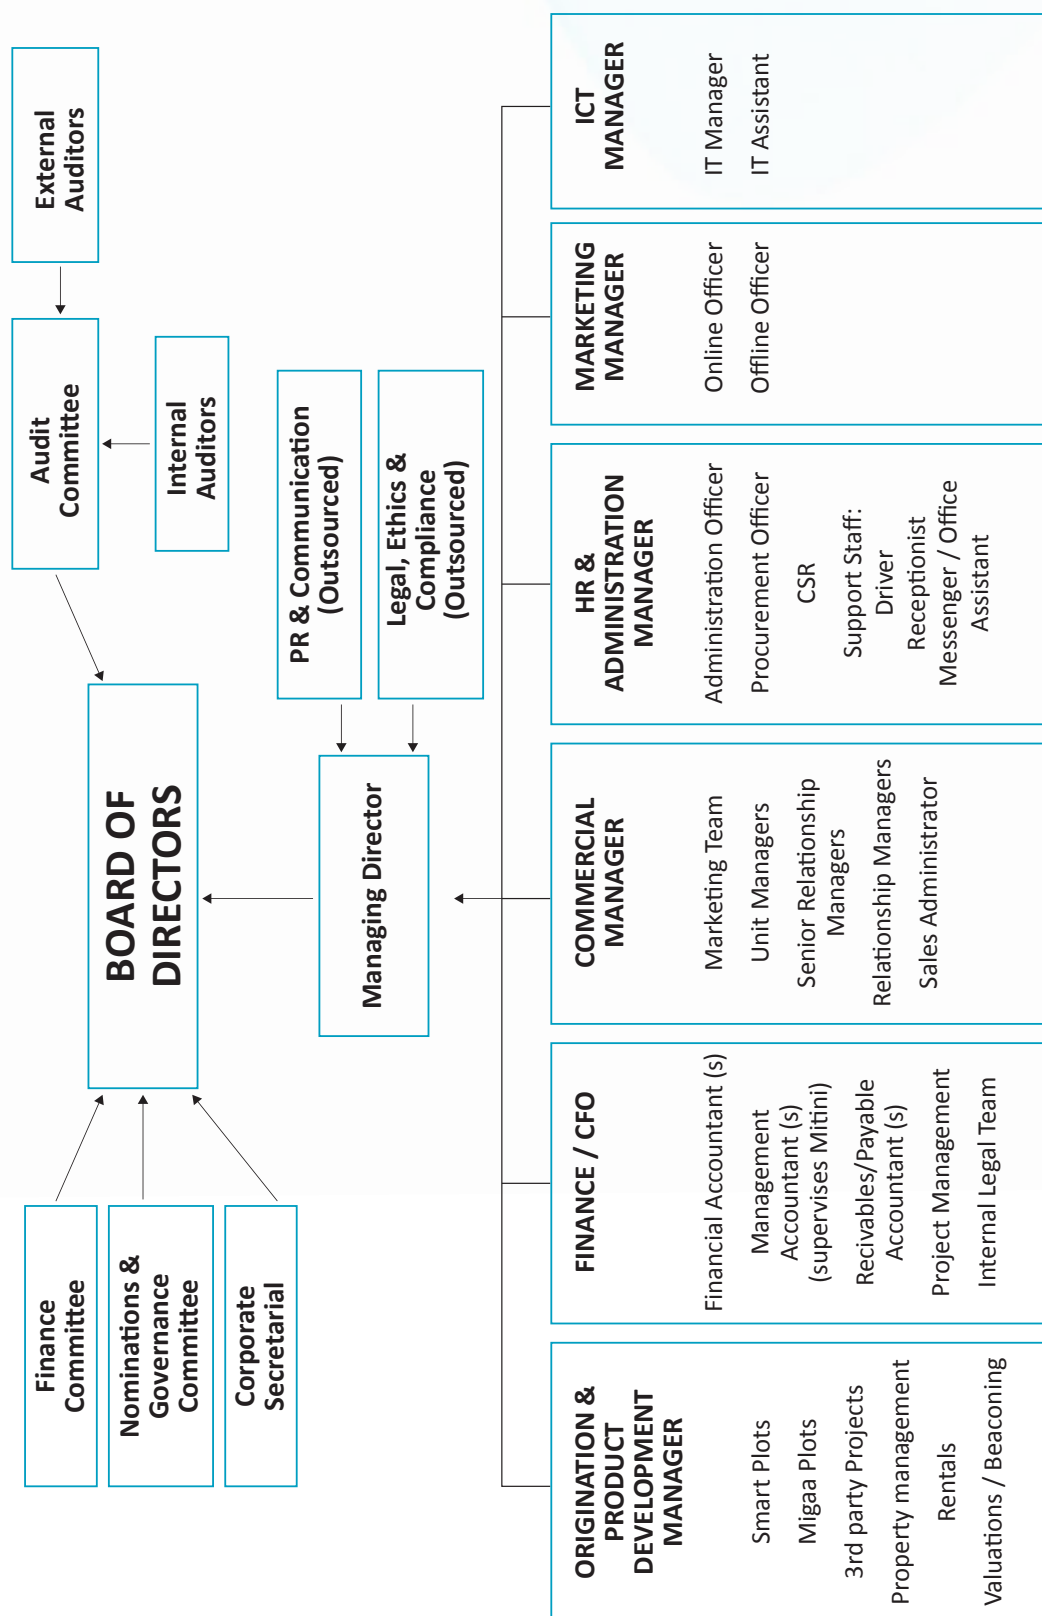 Finance
Committee
Nominations &
Governance
Committee
Corporate
Secretarial
BOARD OF
DIRECTORS
Audit
Committee
External
Auditors
Internal
Auditors
Managing Director
PR & Communication
(Outsourced)
Legal, Ethics &
Compliance
(Outsourced)
ORIGINATION &
PRODUCT
DEVELOPMENT
MANAGER
Smart Plots
Migaa Plots
3rd party Projects
Property management
Rentals
Valuations / Beaconing
FINANCE / CFO
Financial Accountant (s)
Management
Accountant (s)
(supervises Mitini)
Recivables/Payable
Accountant (s)
Project Management
Internal Legal Team
COMMERCIAL
MANAGER
Marketing Team
Unit Managers
Senior Relationship
Managers
Relationship Managers
Sales Administrator
HR &
ADMINISTRATION
MANAGER
Administration Officer
Procurement Officer
CSR
Support Staff:
Driver
Receptionist
Messenger / Office
Assistant
MARKETING
MANAGER
Online Officer
Offline Officer
ICT
MANAGER
IT Manager
IT Assistant